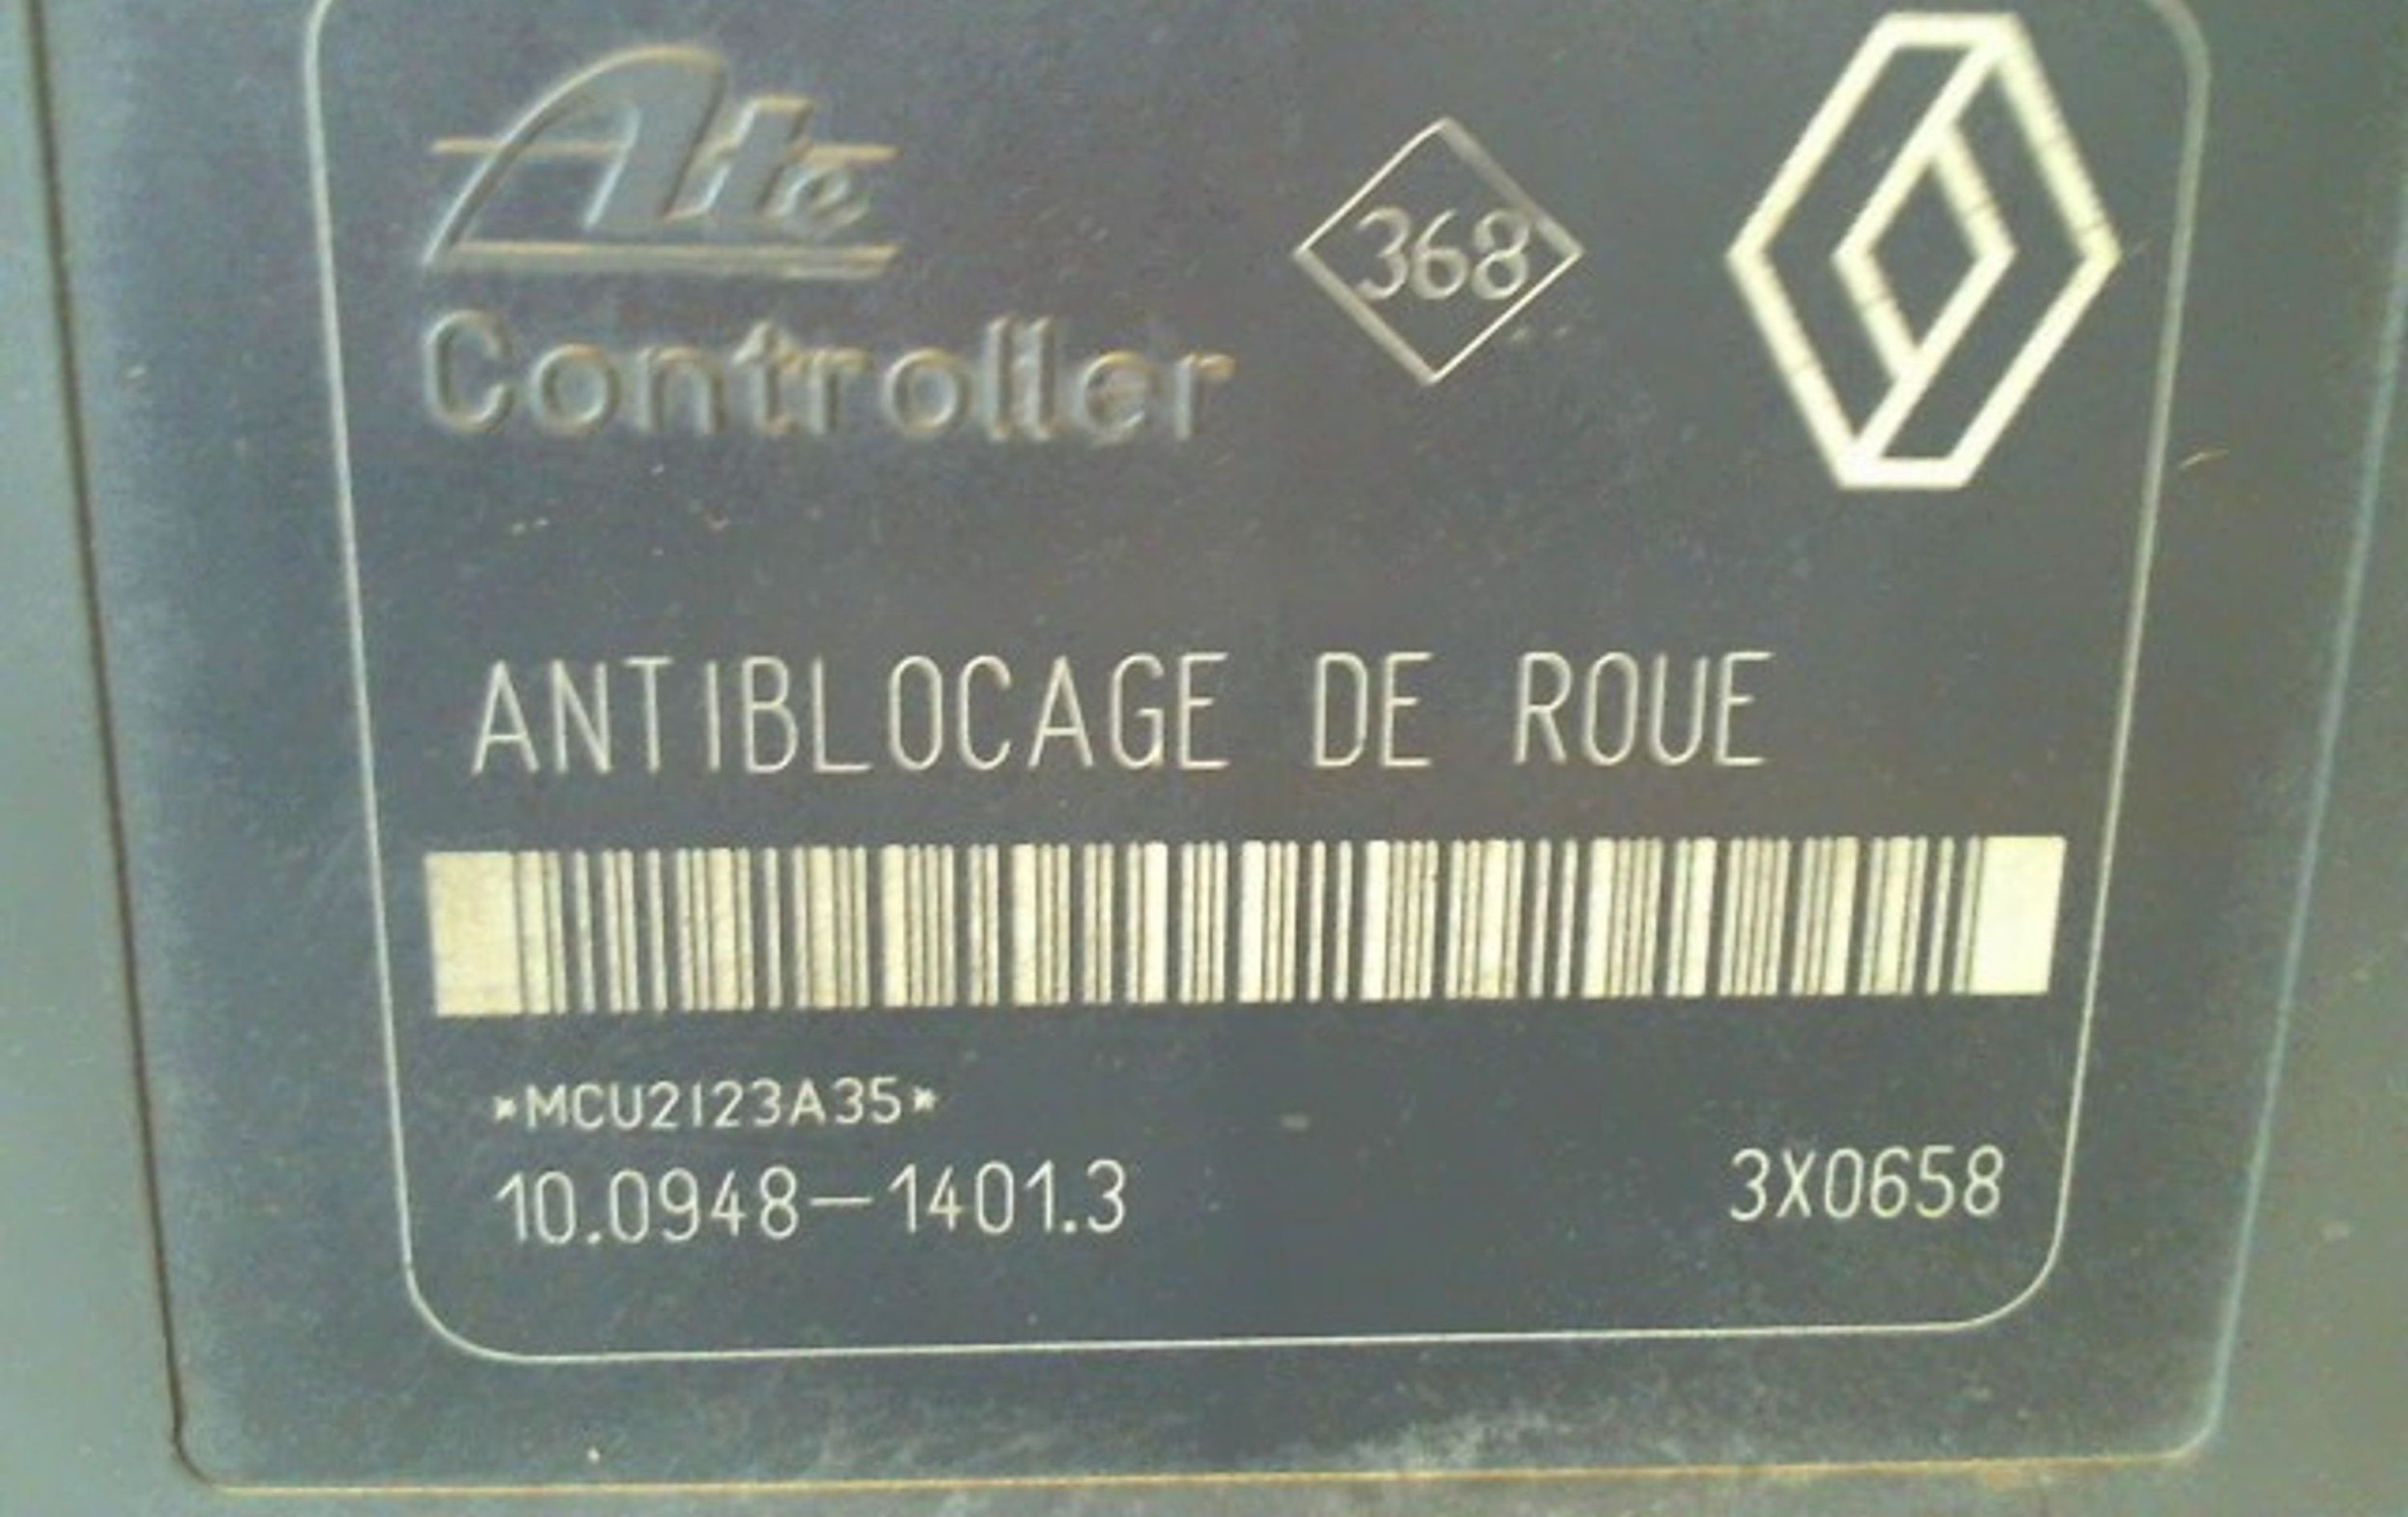 Ate
Controller
368
ANTIBLOCAGE DE ROUE
*MCU2123A35*
10.0948-1401.3
3X0658